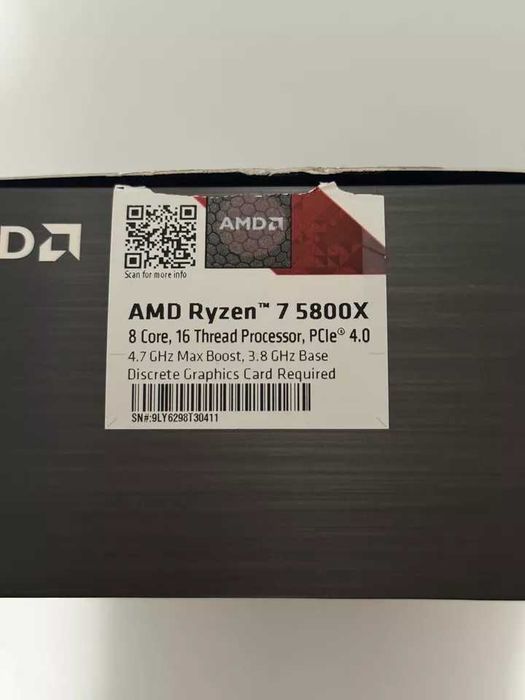 D
AMD
Scan for more info
AMD Ryzen™ 7 5800X
8 Core, 16 Thread Processor, PCIe® 4.0
4.7 GHz Max Boost, 3.8 GHz Base
Discrete Graphics Card Required
SN#:9LY6298T30411